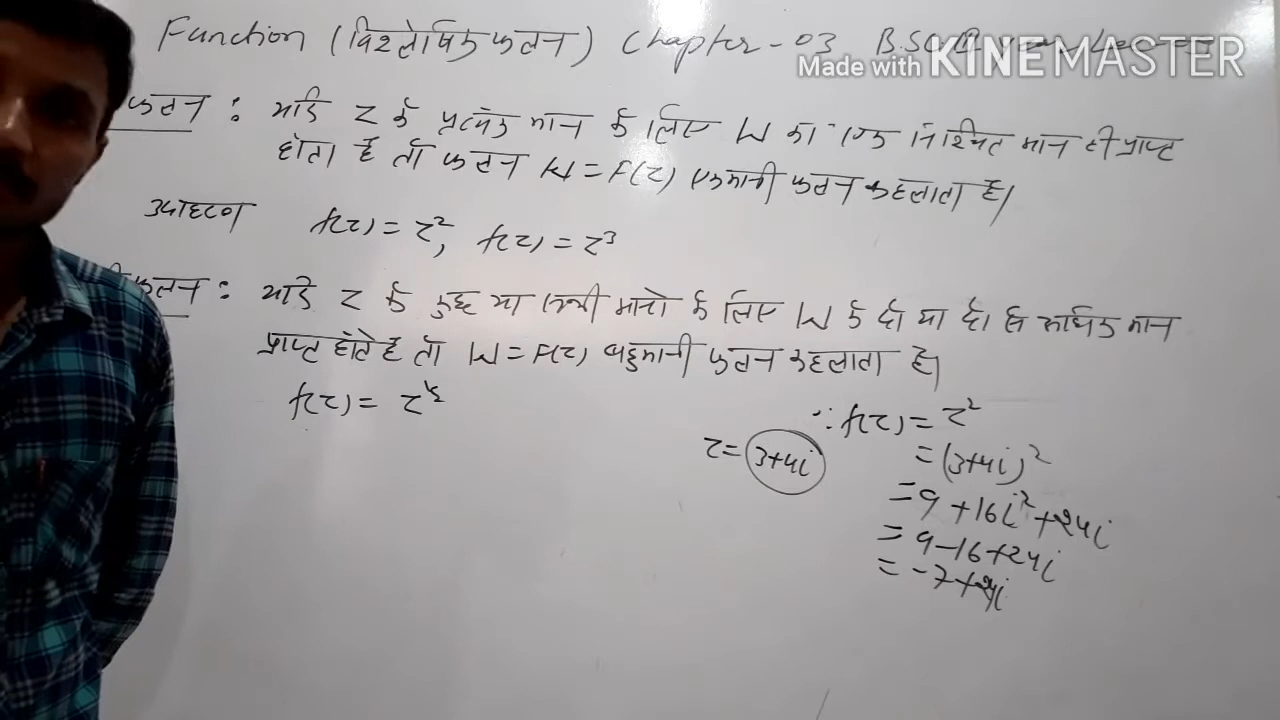 Function (विश्लेषिक फलन) Chapter-03 B.Sc
Made with KINEMASTER
फलन : यदि Z के प्रत्येक मान के लिए W का एक निश्चित मान ही प्राप्त
होता है तो फलन W = F(Z) एकमानी फलन कहलाता है।
उदाहरण f(z) = z², f(z) = z³
फलन : यदि Z के कुछ या सभी मानो के लिए W के दो या दो से अधिक मान
प्राप्त होते है तो W = F(Z) बहुमानी फलन कहलाता है।
f(z) = z^½
z = 3+4i
∵ f(z) = z²
= (3+4i)²
= 9 + 16i² + 24i
= 9-16+24i
= -7+24i